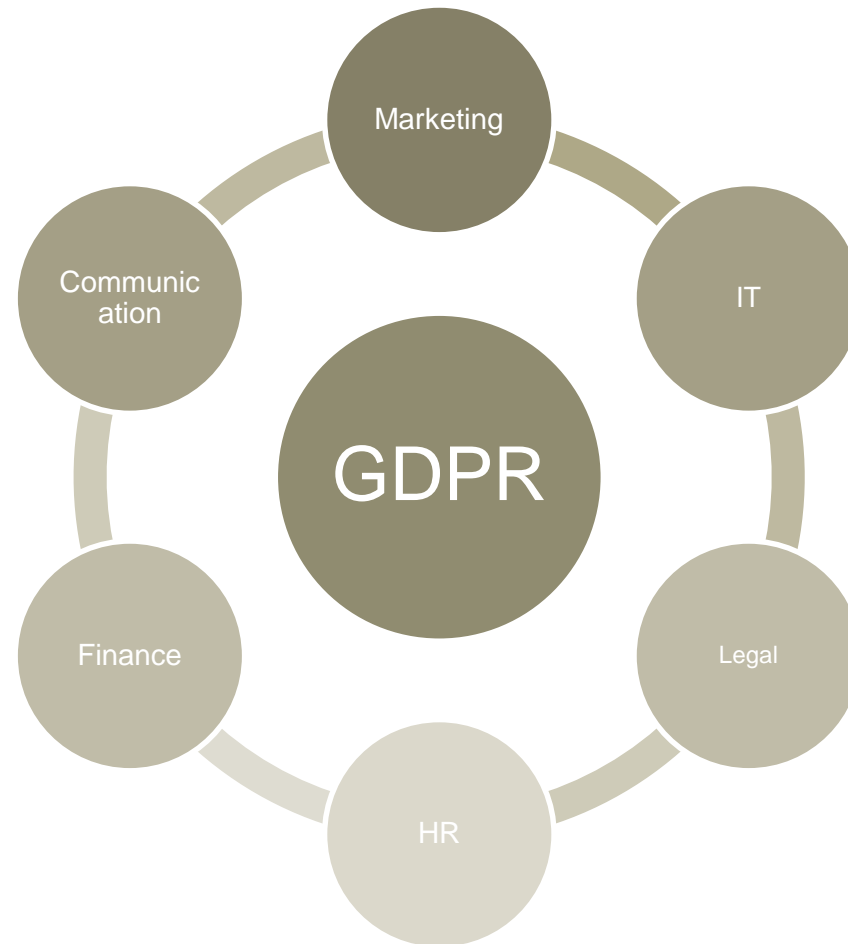 Marketing
Communic
ation
IT
GDPR
Finance
Legal
HR